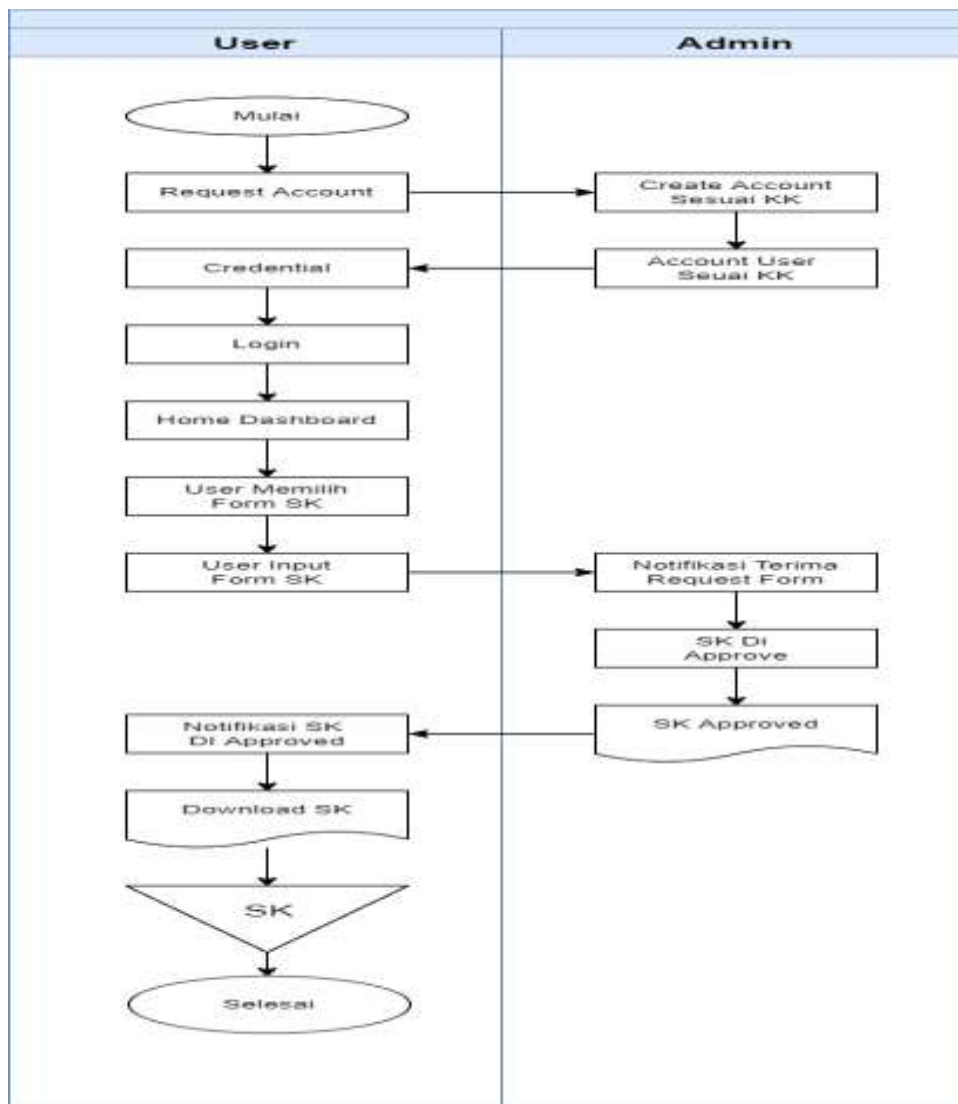 User
Admin
Mulai
Request Account
Create Account
Sesuai KK
Credential
Account User
Seuai KK
Login
Home Dashboard
User Memilih
Form SK
User Input
Form SK
Notifikasi Terima
Request Form
SK Di
Approve
Notifikasi SK
Di Approved
SK Approved
Download SK
SK
Selesai